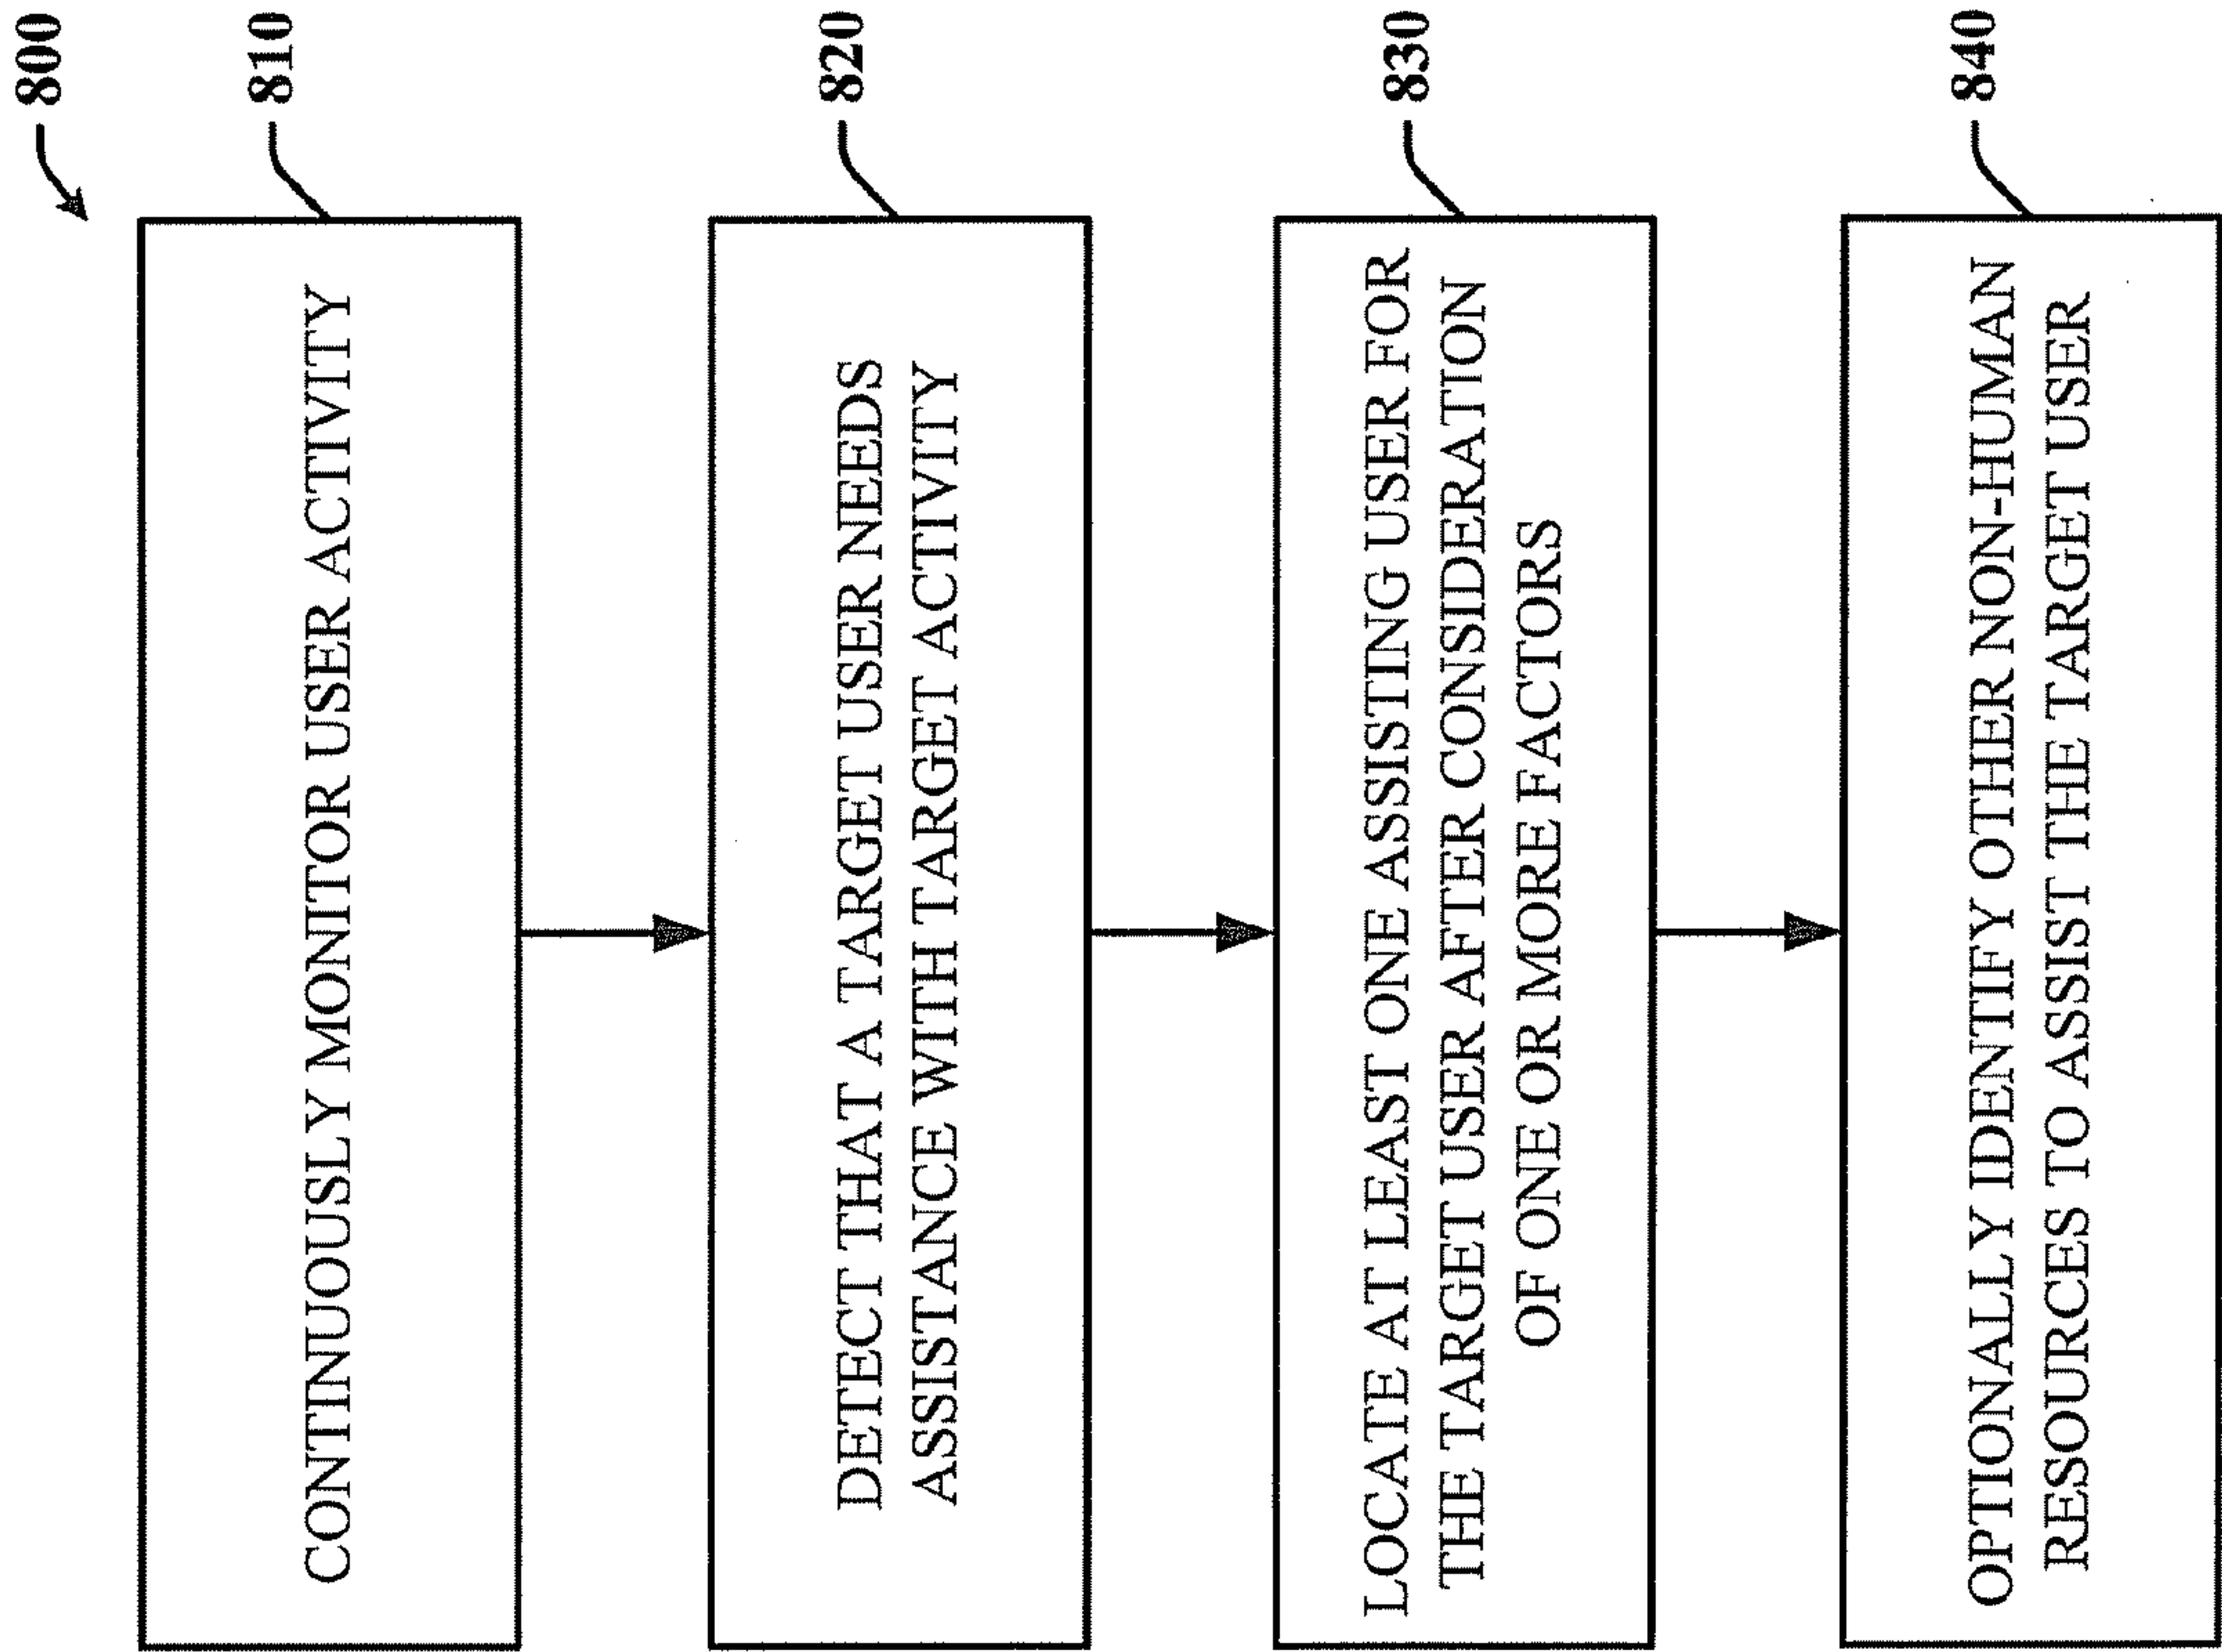 800
810
CONTINUOUSLY MONITOR USER ACTIVITY
820
DETECT THAT A TARGET USER NEEDS
ASSISTANCE WITH TARGET ACTIVITY
830
LOCATE AT LEAST ONE ASSISTING USER FOR
THE TARGET USER AFTER CONSIDERATION
OF ONE OR MORE FACTORS
840
OPTIONALLY IDENTIFY OTHER NON-HUMAN
RESOURCES TO ASSIST THE TARGET USER